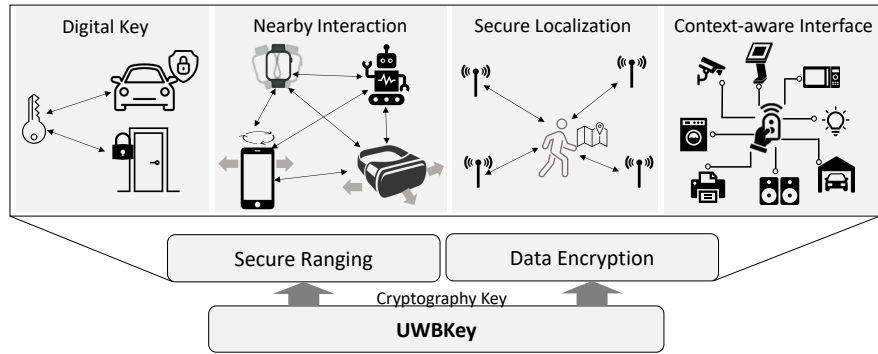 Digital Key
Nearby Interaction
Secure Localization
Context-aware Interface
Secure Ranging
Data Encryption
Cryptography Key
UWBKey